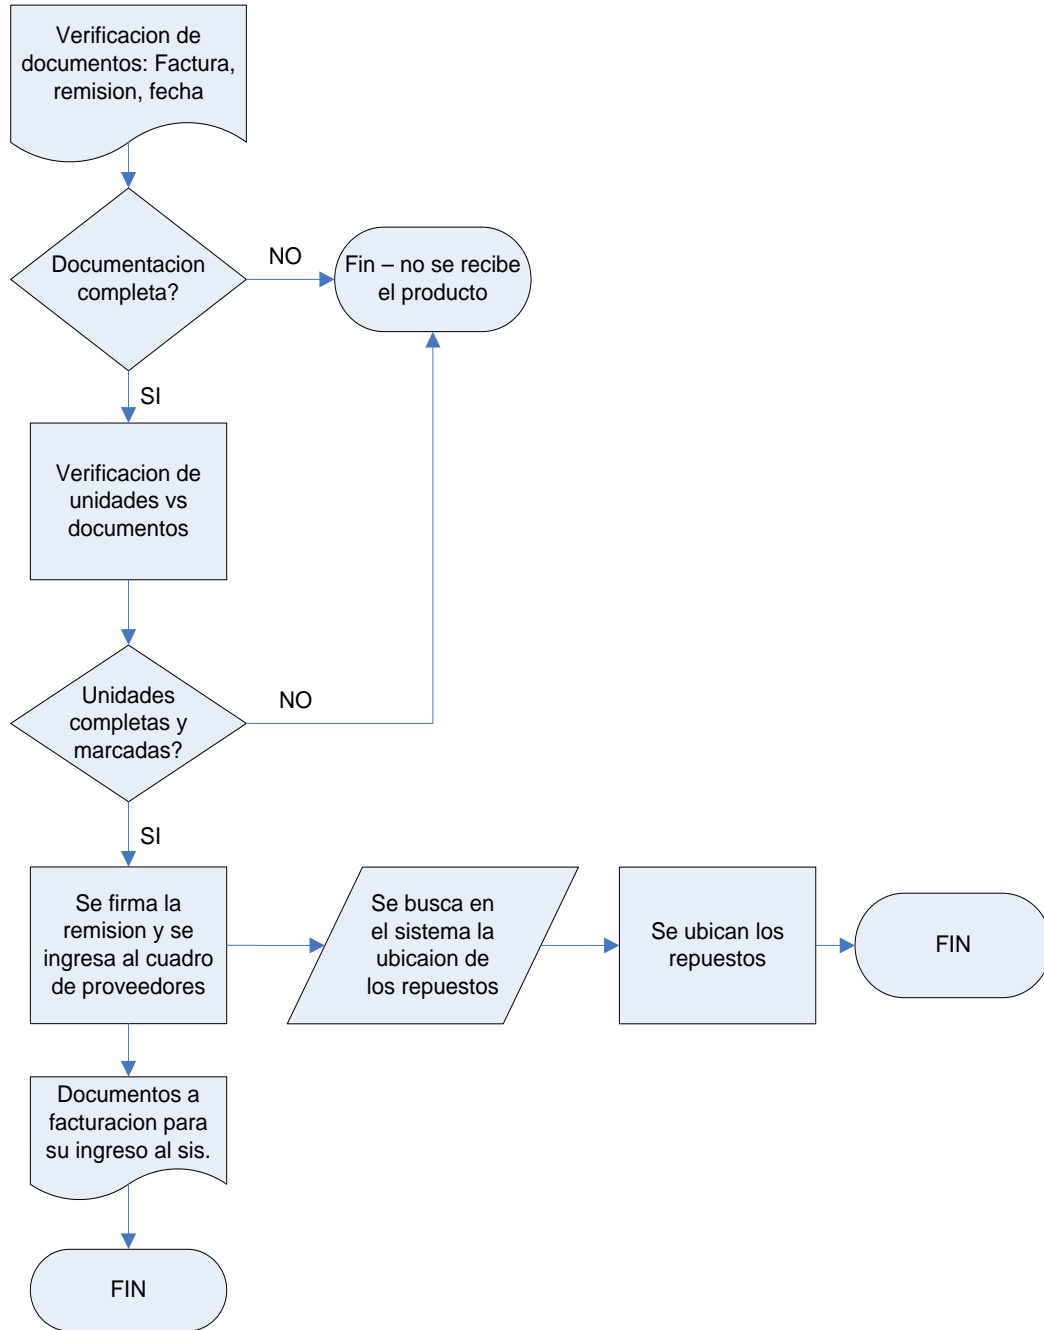 Verificacion de
documentos: Factura,
remision, fecha
Documentacion
completa?
NO
Fin – no se recibe
el producto
SI
Verificacion de
unidades vs
documentos
Unidades
completas y
marcadas?
NO
SI
Se firma la
remision y se
ingresa al cuadro
de proveedores
Se busca en
el sistema la
ubicaion de
los repuestos
Se ubican los
repuestos
FIN
Documentos a
facturacion para
su ingreso al sis.
FIN